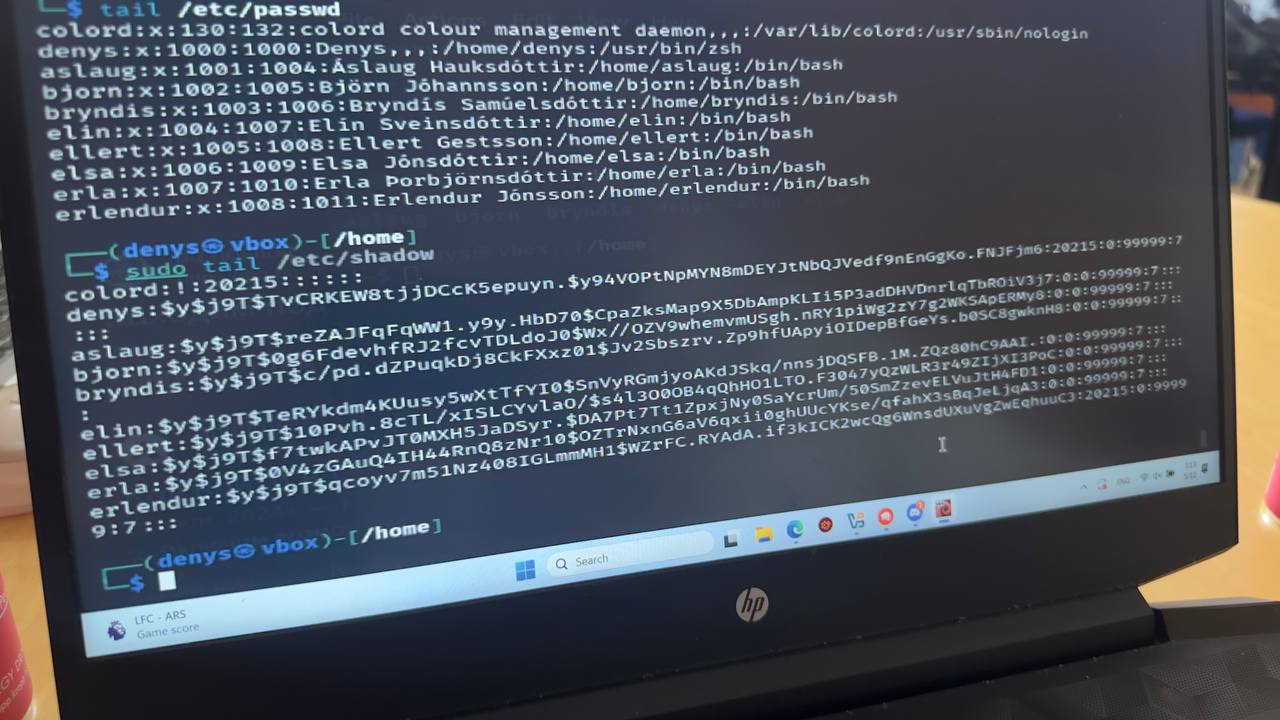 └─$ tail /etc/passwd
colord:x:130:132:colord colour management daemon,,,:/var/lib/colord:/usr/sbin/nologin
denys:x:1000:1000:Denys,,,:/home/denys:/usr/bin/zsh
aslaug:x:1001:1004:Áslaug Hauksdóttir:/home/aslaug:/bin/bash
bjorn:x:1002:1005:Björn Jóhannsson:/home/bjorn:/bin/bash
bryndis:x:1003:1006:Bryndís Samúelsdóttir:/home/bryndis:/bin/bash
elin:x:1004:1007:Elín Sveinsdóttir:/home/elin:/bin/bash
ellert:x:1005:1008:Ellert Gestsson:/home/ellert:/bin/bash
elsa:x:1006:1009:Elsa Jónsdóttir:/home/elsa:/bin/bash
erla:x:1007:1010:Erla Þorbjörnsdóttir:/home/erla:/bin/bash
erlendur:x:1008:1011:Erlendur Jónsson:/home/erlendur:/bin/bash
┌──(denys㉿vbox)-[/home]
└─$ sudo tail /etc/shadow
colord:!:20215::::::
denys:$y$j9T$TvCRKEW8tjjDCcK5epuyn.$y94VOPtNpMYN8mDEYJtNbQJVedf9nEnGgKo.FNJFjm6:20215:0:99999:7
:::
aslaug:$y$j9T$reZAJFqFqWW1.y9y.HbD70$CpaZksMap9X5DbAmpKLIi5P3adDHVDnrlqTbROiV3j7:0:0:99999:7:::
bjorn:$y$j9T$0g6FdevhfRJ2fcvTDLdoJ0$Wx//OZV9whemvmUSgh.nRY1piWg2zY7g2WKSApERMy8:0:0:99999:7:::
bryndis:$y$j9T$c/pd.dZPuqkDj8CkFXxz01$Jv2Sbszrv.Zp9hfUApyiOIDepBfGeYs.b0SC8gwknH8:0:0:99999:7::
:
elin:$y$j9T$TeRYkdm4KUusy5wXtTfYI0$SnVyRGmjyoAKdJSkq/nnsjDQSFB.1M.ZQz80hC9AAI.:0:0:99999:7:::
ellert:$y$j9T$10Pvh.8cTL/xISLCYvlaO/$s4l3O0OB4qQhHO1LTO.F3047yQzWLR3r49ZIjXI3PoC:0:0:99999:7:::
elsa:$y$j9T$f7twkAPvJT0MXH5JaDSyr.$DA7Pt7Tt1ZpxjNy0SaYcrUm/50SmZzevELVuJtH4FD1:0:0:99999:7:::
erla:$y$j9T$0V4zGAuQ4IH44RnQ8zNr10$OZTrNxnG6aV6qxii0ghUUcYKse/qfahX3sBqJeLjqA3:0:0:99999:7:::
erlendur:$y$j9T$qcoyv7m51Nz408IGLmmMH1$WZrFC.RYAdA.if3kICK2wcQg6WnsdUXuVgZwEqhuuC3:20215:0:9999
9:7:::
┌──(denys㉿vbox)-[/home]
└─$
LFC - ARS
Game score
Search
ENG
hp